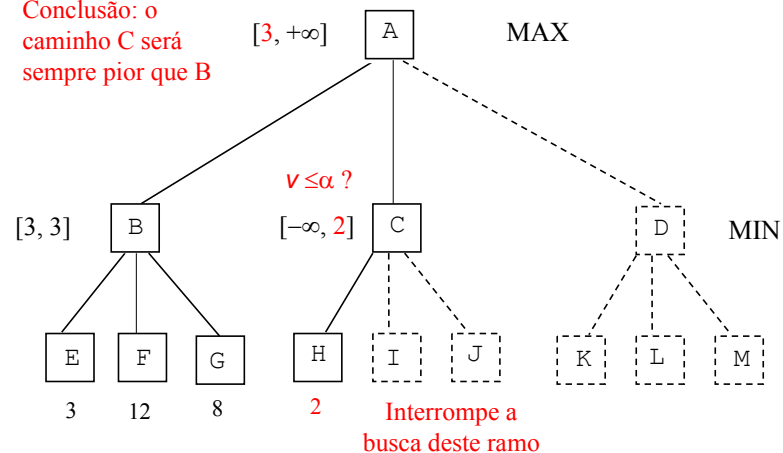 Conclusão: o
caminho C será
sempre pior que B
[3, +∞]
A
MAX
v ≤α ?
[3, 3]
B
[−∞, 2]
C
D
MIN
E
F
G
H
I
J
K
L
M
3
12
8
2
Interrompe a
busca deste ramo